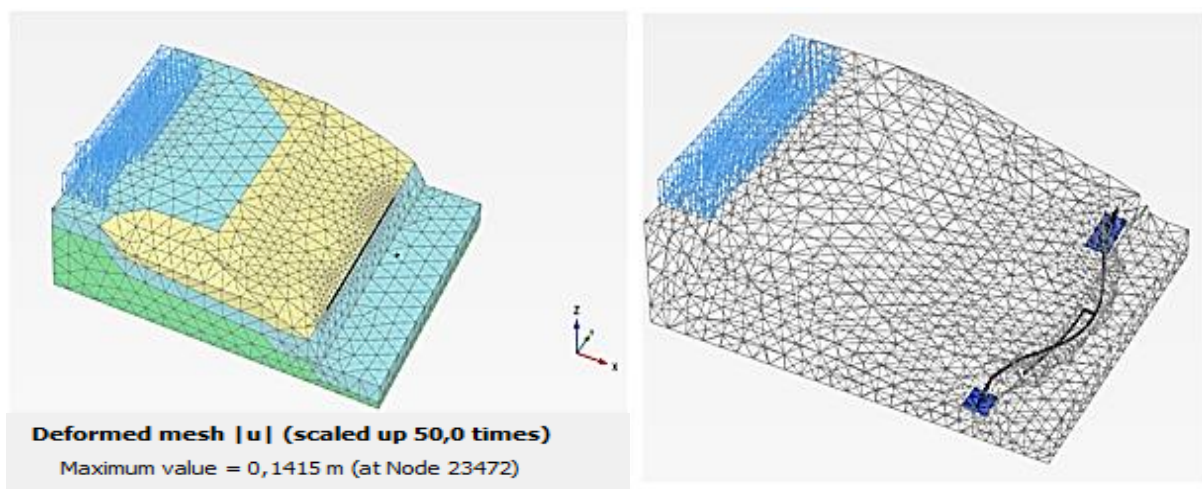 Z
Y
X
Deformed mesh |u| (scaled up 50,0 times)
Maximum value = 0,1415 m (at Node 23472)